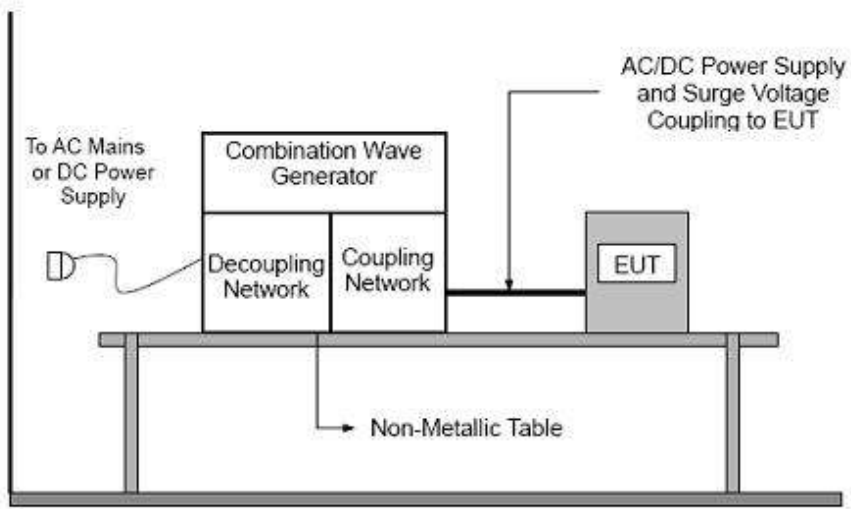 AC/DC Power Supply
and Surge Voltage
Coupling to EUT
To AC Mains
or DC Power
Supply
Combination Wave
Generator
Decoupling
Network
Coupling
Network
EUT
Non-Metallic Table